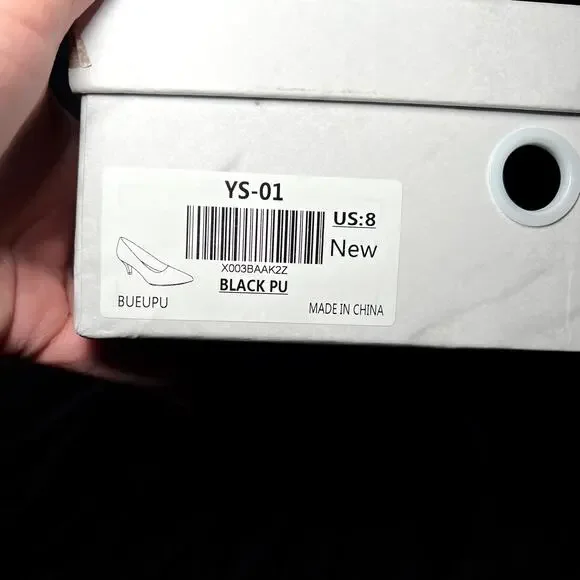 YS-01
US:8
New
X003BAAK2Z
BLACK PU
BUEUPU
MADE IN CHINA